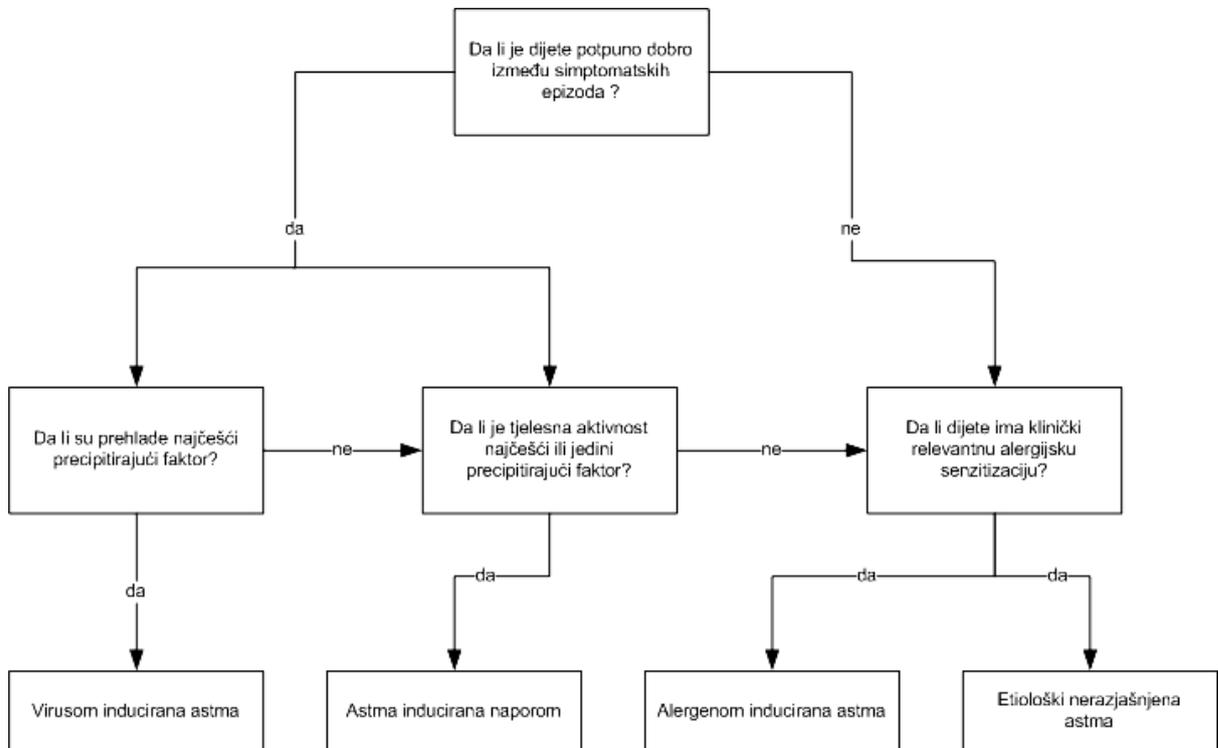 Da li je dijete potpuno dobro
između simptomatskih
epizoda ?
da
ne
Da li su prehlade najčešći
precipitirajući faktor?
ne
Da li je tjelesna aktivnost
najčešći ili jedini
precipitirajući faktor?
ne
Da li dijete ima klinički
relevantnu alergijsku
senzitizaciju?
da
da
da
da
Virusom inducirana astma
Astma inducirana naporom
Alergenom inducirana astma
Etiološki nerazjašnjena
astma